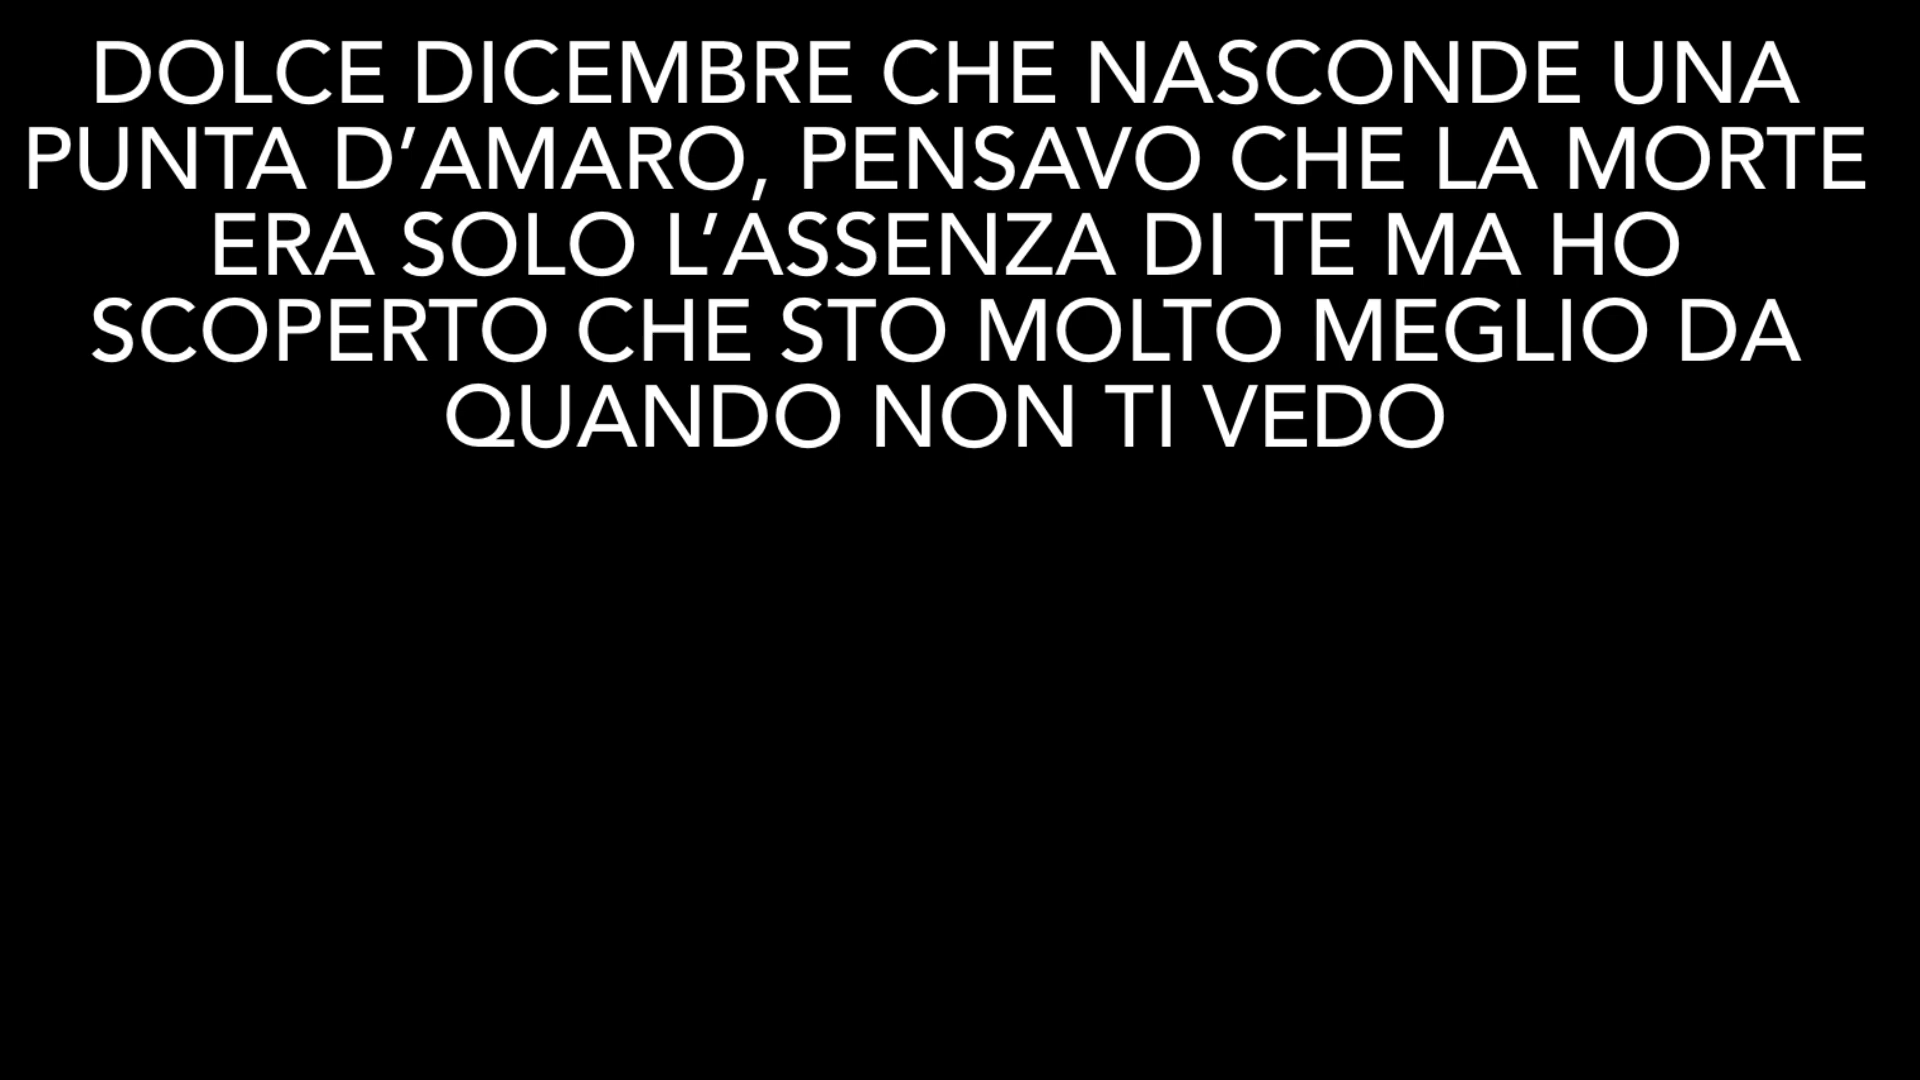 DOLCE DICEMBRE CHE NASCONDE UNA
PUNTA D’AMARO, PENSAVO CHE LA MORTE
ERA SOLO L’ASSENZA DI TE MA HO
SCOPERTO CHE STO MOLTO MEGLIO DA
QUANDO NON TI VEDO